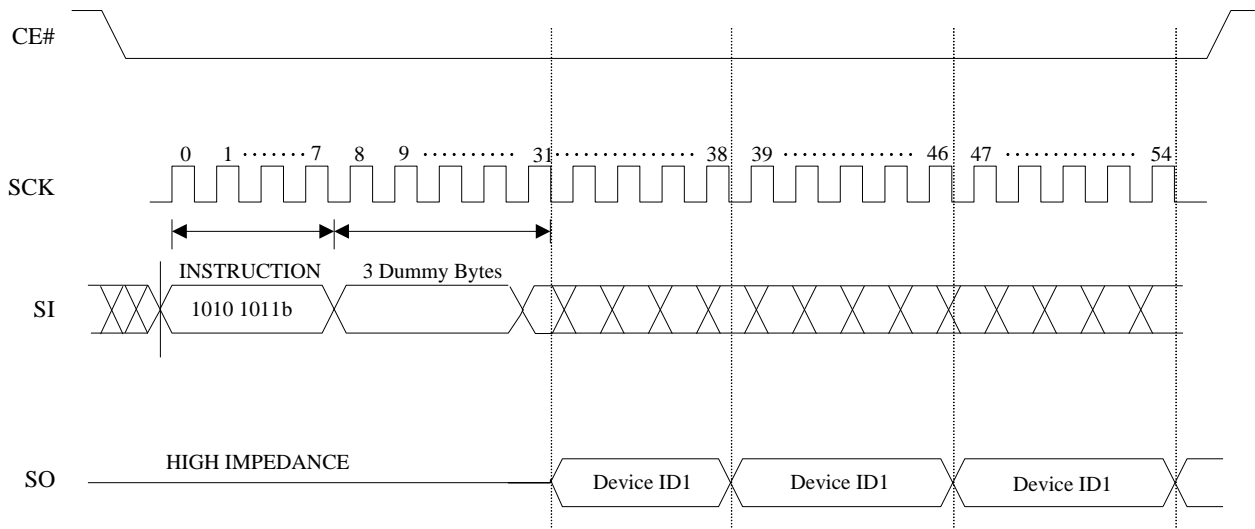 CE#
0 1 ······· 7 8 9 ·········· 31 ················ 38 39 ·············· 46 47 ·············· 54
SCK
INSTRUCTION 3 Dummy Bytes
SI 1010 1011b
HIGH IMPEDANCE
SO Device ID1 Device ID1 Device ID1